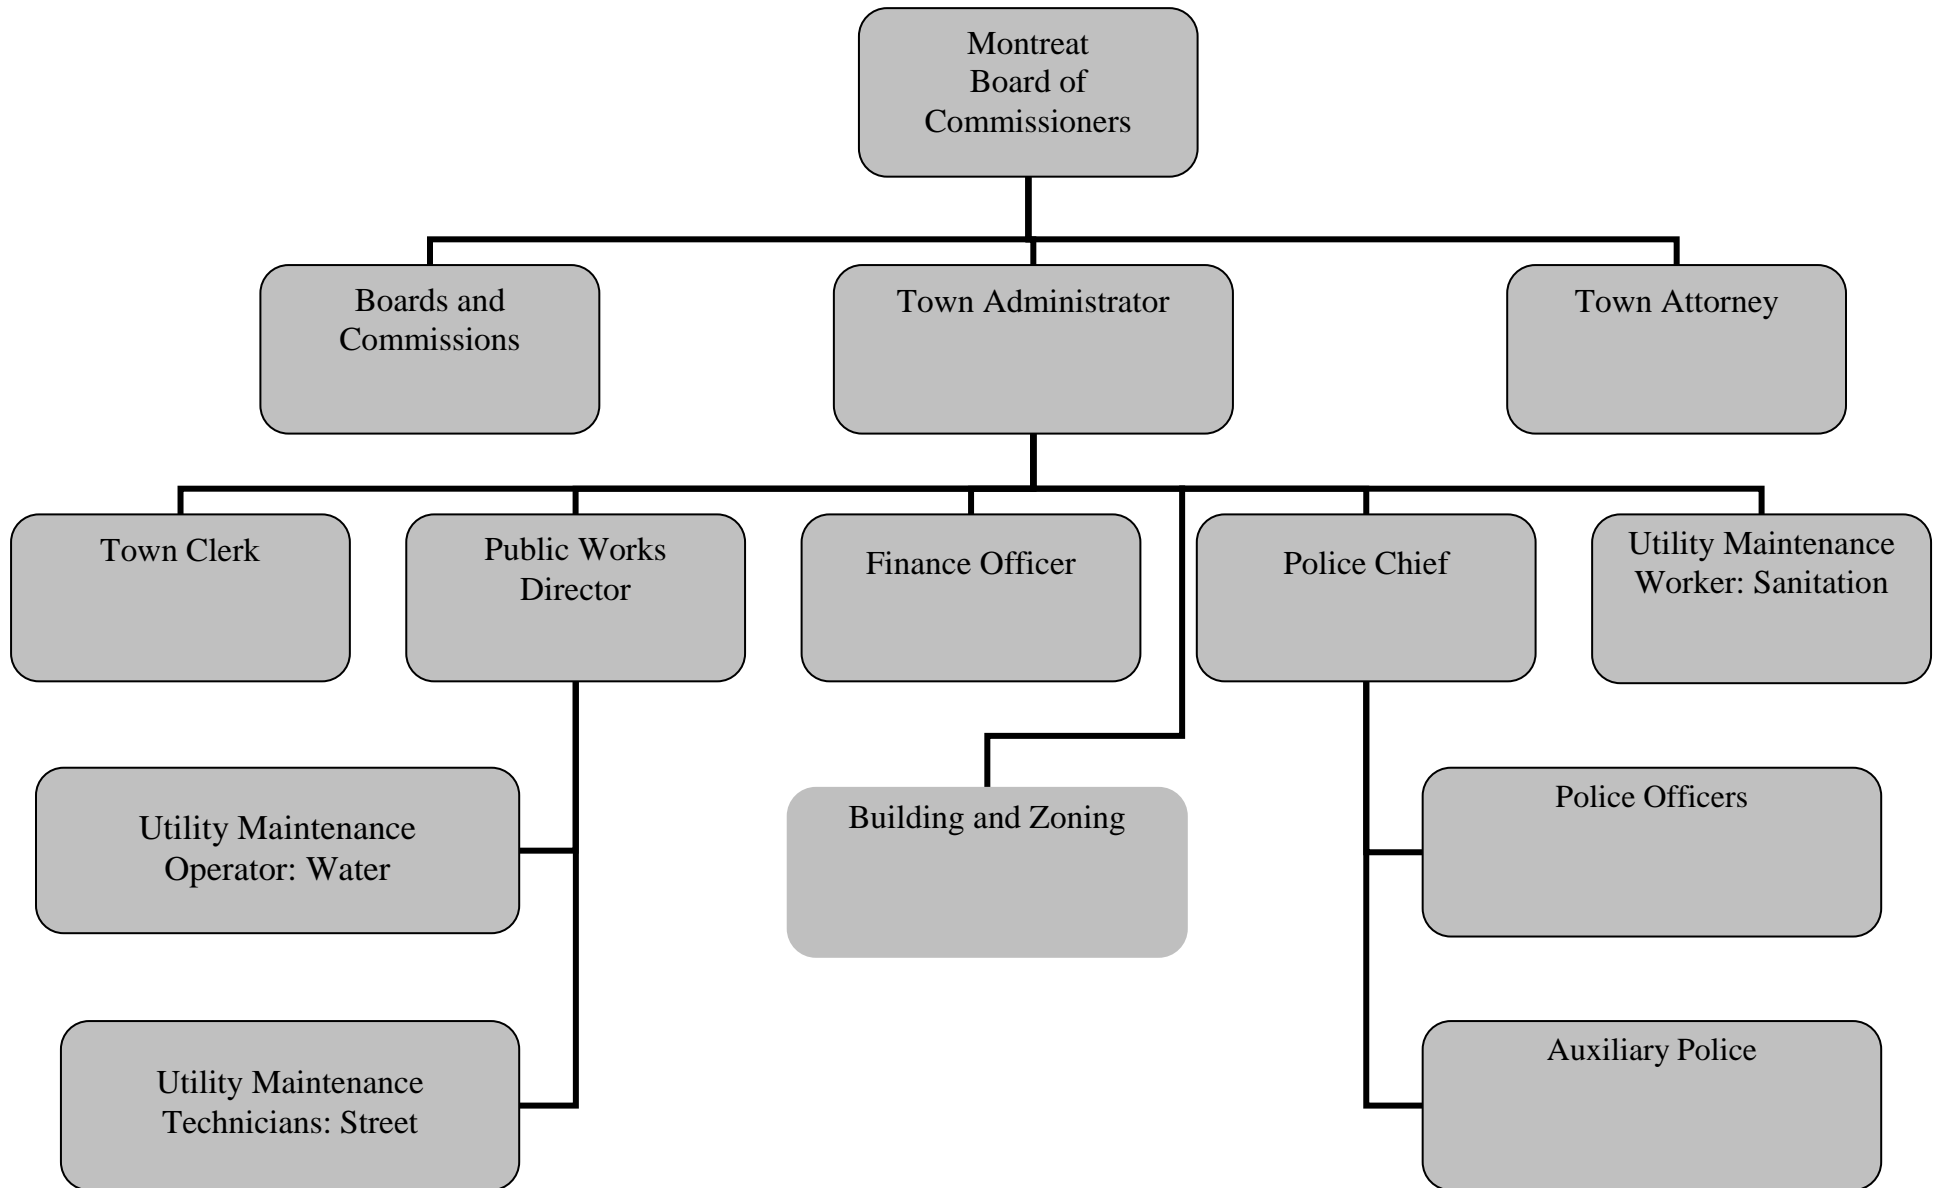 Montreat
Board of
Commissioners
Boards and
Commissions
Town Administrator
Town Attorney
Town Clerk
Public Works
Director
Finance Officer
Police Chief
Utility Maintenance
Worker: Sanitation
Utility Maintenance
Operator: Water
Building and Zoning
Police Officers
Utility Maintenance
Technicians: Street
Auxiliary Police